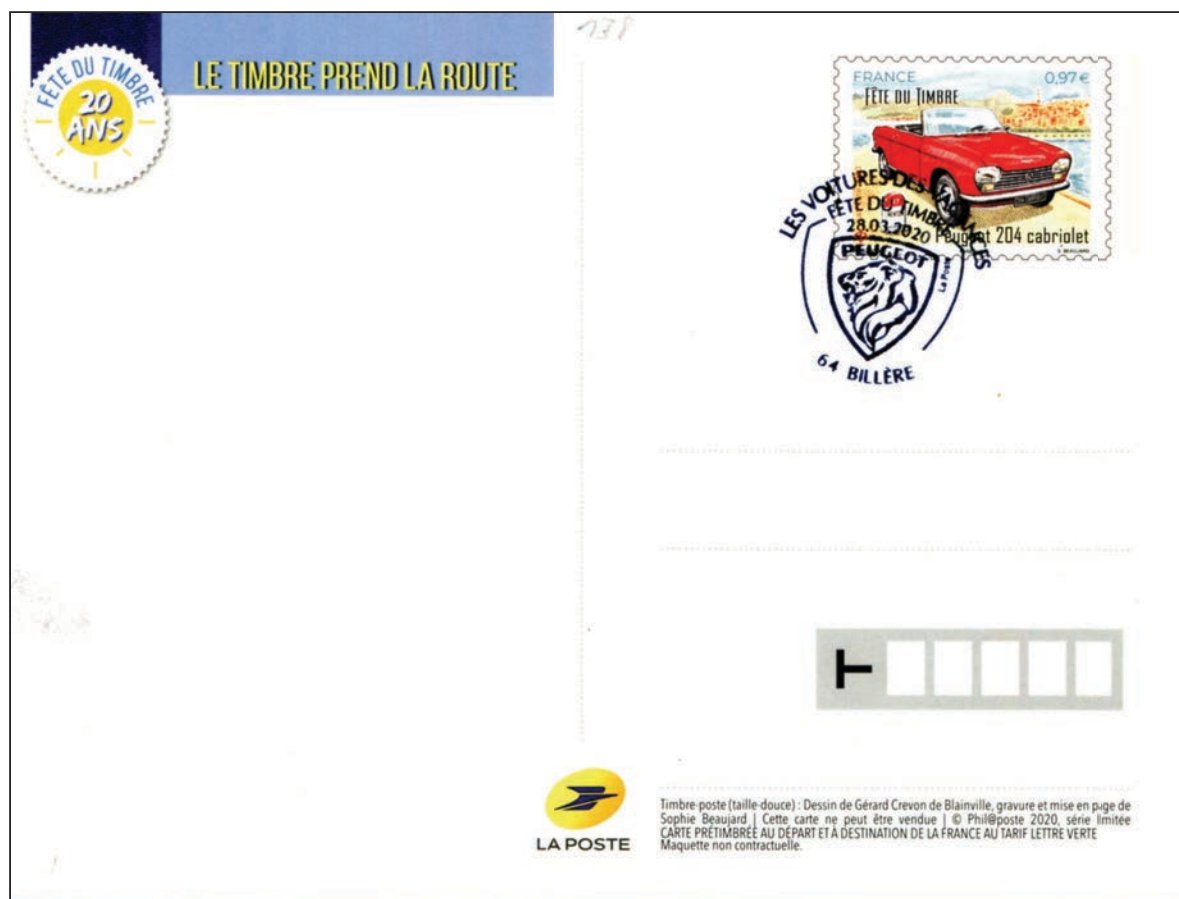 138
FÊTE DU TIMBRE
20
ANS
LE TIMBRE PREND LA ROUTE
FRANCE 0,97 €
FÊTE DU TIMBRE
Peugeot 204 cabriolet
S. BEAUJARD
LES VOITURES DES VACANCES
FÊTE DU TIMBRE
28.03.2020
PEUGEOT
La Poste
64 BILLÈRE
T
LA POSTE
Timbre-poste (taille-douce) : Dessin de Gérard Crevon de Blainville, gravure et mise en page de
Sophie Beaujard | Cette carte ne peut être vendue | © Phil@poste 2020, série limitée
CARTE PRÉTIMBRÉE AU DÉPART ET À DESTINATION DE LA FRANCE AU TARIF LETTRE VERTE
Maquette non contractuelle.